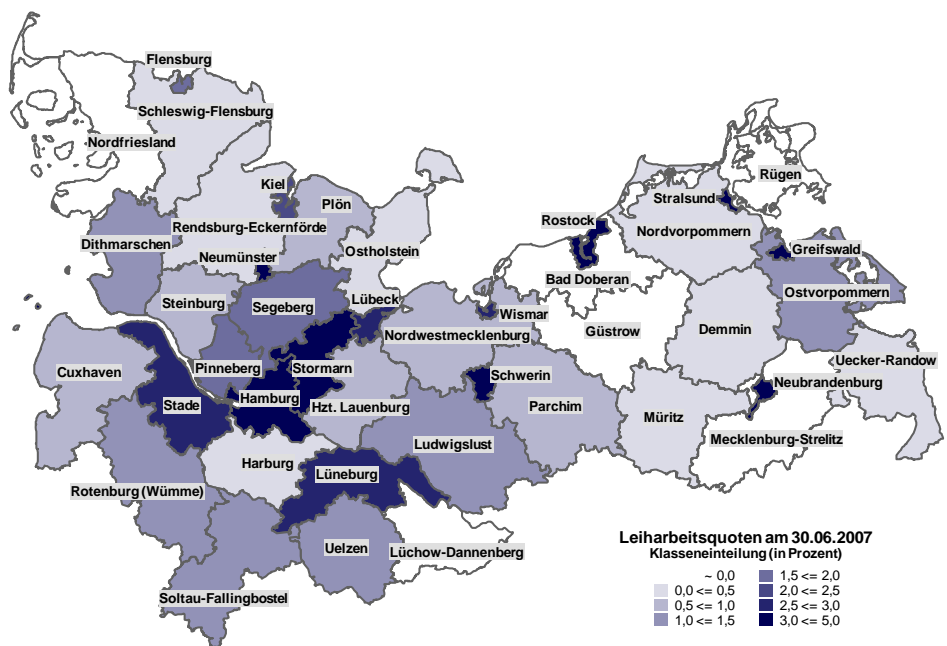 Flensburg
Schleswig-Flensburg
Nordfriesland
Rügen
Kiel
Stralsund
Plön
Rostock
Rendsburg-Eckernförde
Nordvorpommern
Dithmarschen
Ostholstein
Greifswald
Neumünster
Bad Doberan
Ostvorpommern
Steinburg
Segeberg
Lübeck
Wismar
Nordwestmecklenburg
Güstrow
Demmin
Uecker-Randow
Cuxhaven
Pinneberg
Stormarn
Schwerin
Neubrandenburg
Stade
Hamburg
Hzt. Lauenburg
Parchim
Müritz
Mecklenburg-Strelitz
Ludwigslust
Harburg
Lüneburg
Rotenburg (Wümme)
Uelzen
Lüchow-Dannenberg
Soltau-Fallingbostel
Leiharbeitsquoten am 30.06.2007
Klasseneinteilung (in Prozent)
~ 0,0
0,0 <= 0,5
0,5 <= 1,0
1,0 <= 1,5
1,5 <= 2,0
2,0 <= 2,5
2,5 <= 3,0
3,0 <= 5,0